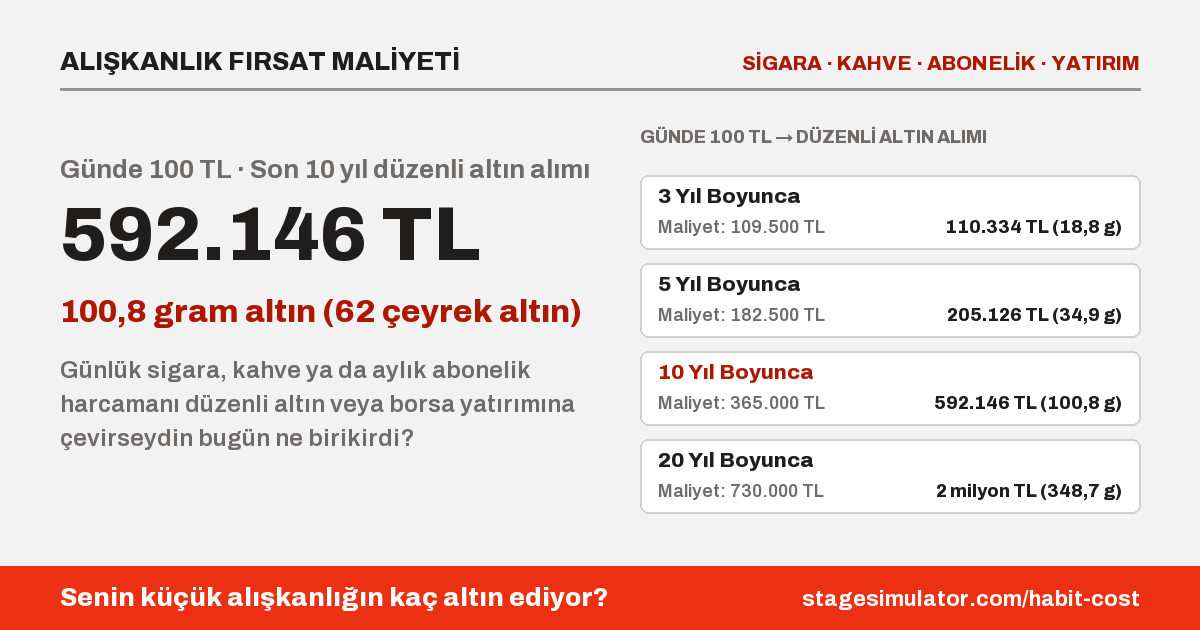 ALIŞKANLIK FIRSAT MALİYETİ
SİGARA · KAHVE · ABONELİK · YATIRIM
Günde 100 TL · Son 10 yıl düzenli altın alımı
592.146 TL
100,8 gram altın (62 çeyrek altın)
Günlük sigara, kahve ya da aylık abonelik
harcamanı düzenli altın veya borsa yatırımına
çevirseydin bugün ne birikirdi?
GÜNDE 100 TL → DÜZENLİ ALTIN ALIMI
3 Yıl Boyunca
Maliyet: 109.500 TL 110.334 TL (18,8 g)
5 Yıl Boyunca
Maliyet: 182.500 TL 205.126 TL (34,9 g)
10 Yıl Boyunca
Maliyet: 365.000 TL 592.146 TL (100,8 g)
20 Yıl Boyunca
Maliyet: 730.000 TL 2 milyon TL (348,7 g)
Senin küçük alışkanlığın kaç altın ediyor?
stagesimulator.com/habit-cost